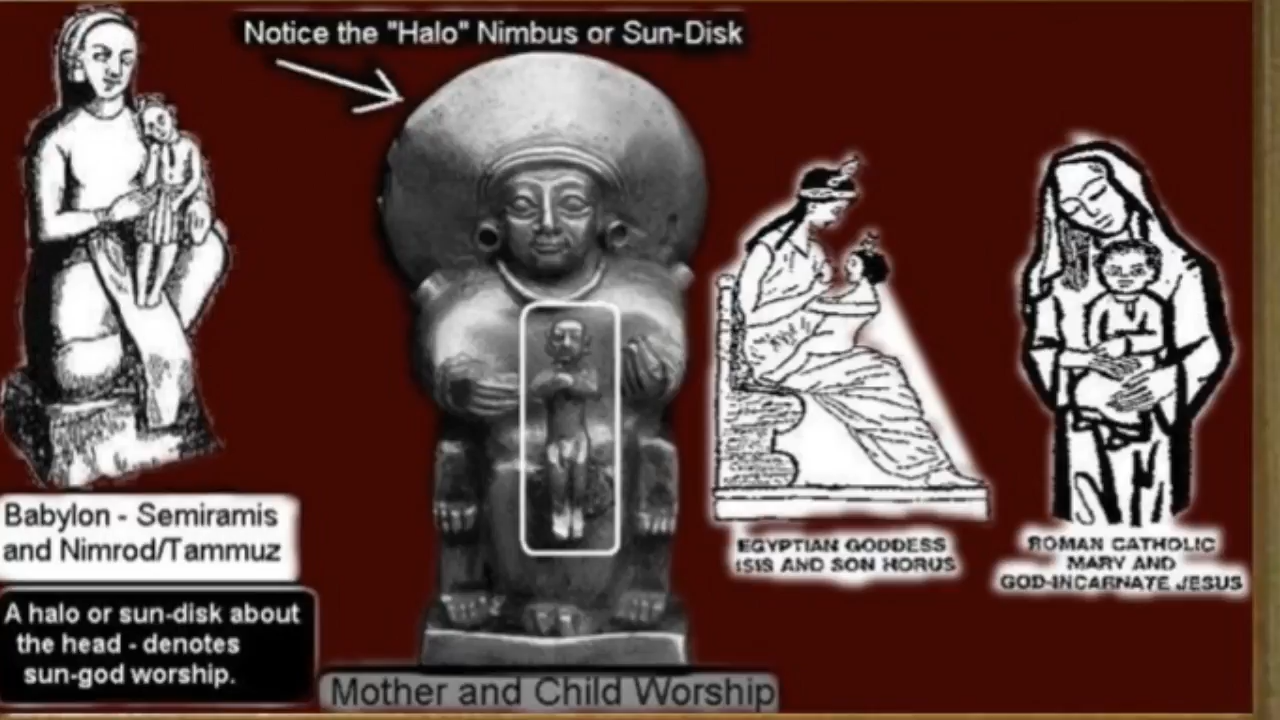 Notice the "Halo" Nimbus or Sun-Disk
Babylon - Semiramis
and Nimrod/Tammuz
A halo or sun-disk about
the head - denotes
sun-god worship.
Mother and Child Worship
EGYPTIAN GODDESS
ISIS AND SON HORUS
ROMAN CATHOLIC
MARY AND
GOD-INCARNATE JESUS